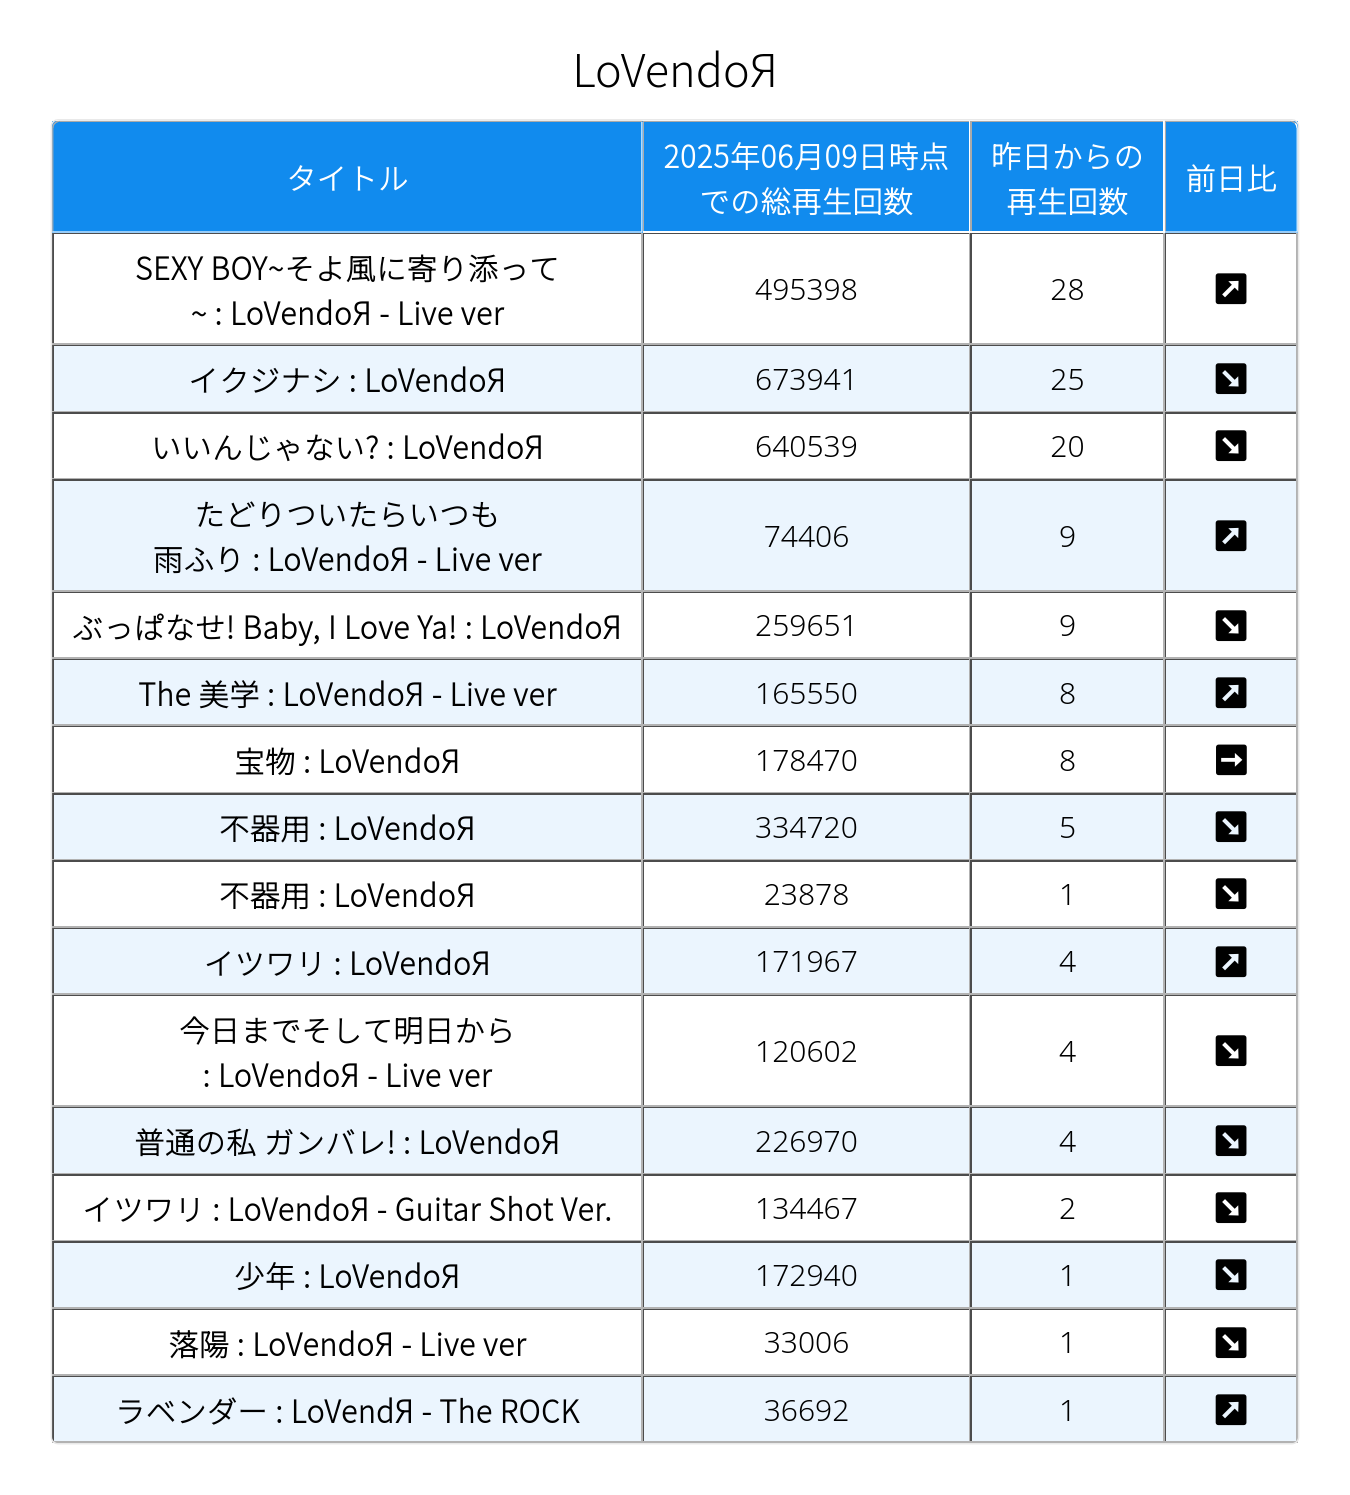 LoVendoЯ
タイトル
2025年06月09日時点
での総再生回数
昨日からの
再生回数
前日比
SEXY BOY~そよ風に寄り添って
~ : LoVendoЯ - Live ver
495398
28
イクジナシ : LoVendoЯ
673941
25
いいんじゃない? : LoVendoЯ
640539
20
たどりついたらいつも
雨ふり : LoVendoЯ - Live ver
74406
9
ぶっぱなせ! Baby, I Love Ya! : LoVendoЯ
259651
9
The 美学 : LoVendoЯ - Live ver
165550
8
宝物 : LoVendoЯ
178470
8
不器用 : LoVendoЯ
334720
5
不器用 : LoVendoЯ
23878
1
イツワリ : LoVendoЯ
171967
4
今日までそして明日から
: LoVendoЯ - Live ver
120602
4
普通の私 ガンバレ! : LoVendoЯ
226970
4
イツワリ : LoVendoЯ - Guitar Shot Ver.
134467
2
少年 : LoVendoЯ
172940
1
落陽 : LoVendoЯ - Live ver
33006
1
ラベンダー : LoVendЯ - The ROCK
36692
1